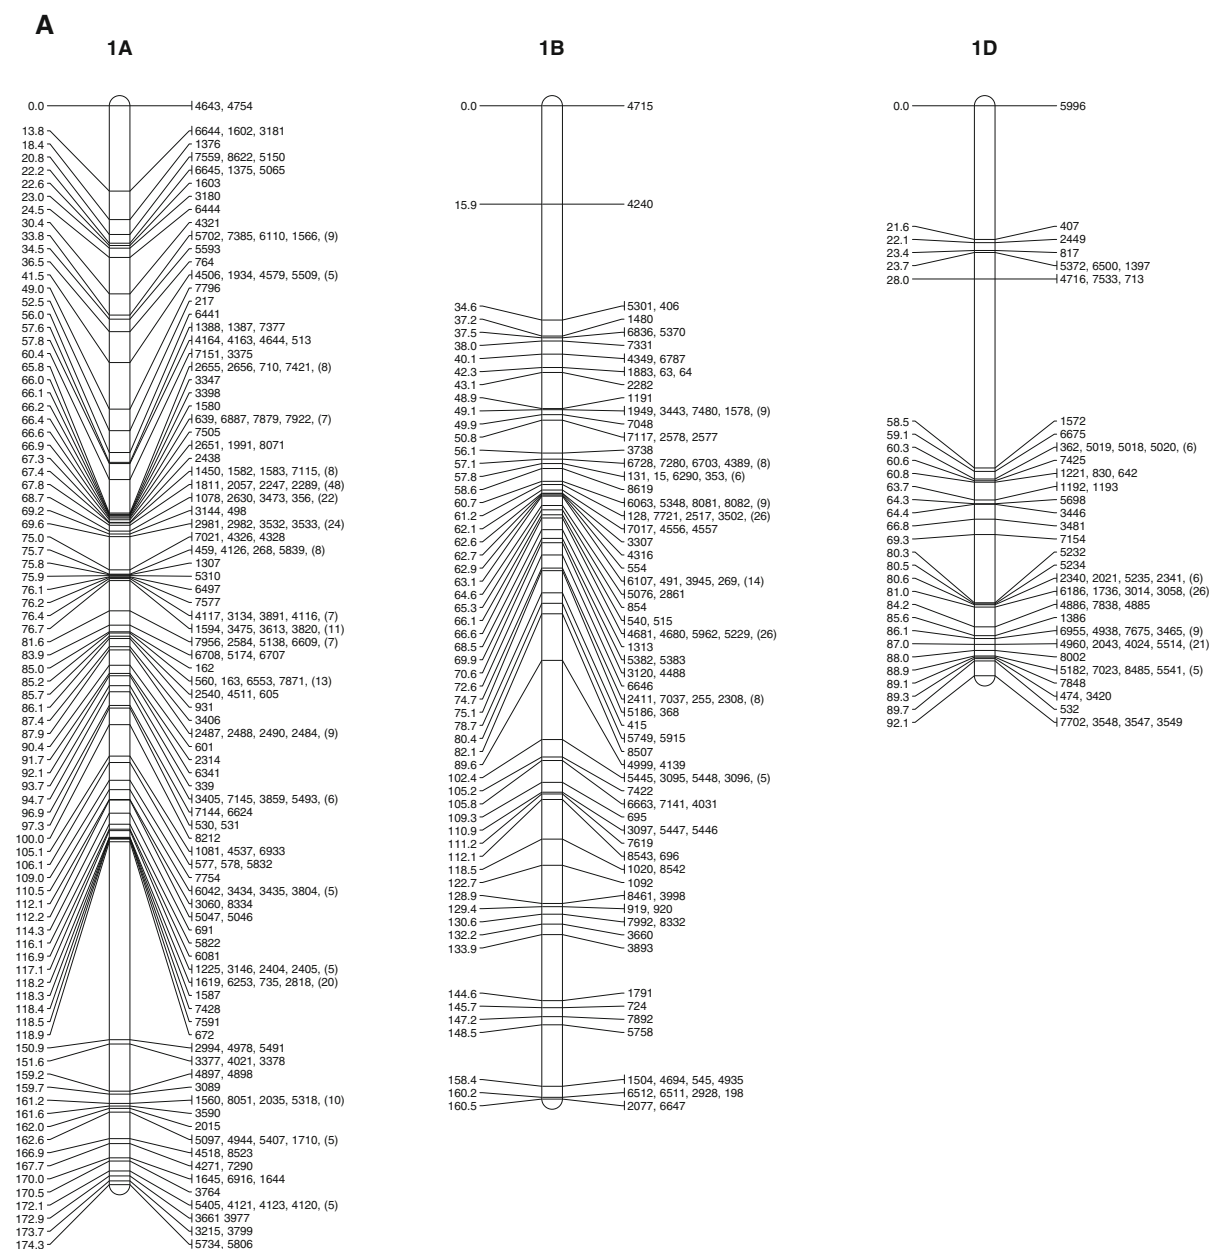 A
1A
0.0 4643, 4754
13.8 6644, 1602, 3181
18.4 1376
20.8 7559, 8622, 5150
22.2 6645, 1375, 5065
22.6 1603
23.0 3180
24.5 6444
30.4 4321
33.8 5702, 7385, 6110, 1566, (9)
34.5 5593
36.5 764
41.5 4506, 1934, 4579, 5509, (5)
49.0 7796
52.5 217
56.0 6441
57.6 1388, 1387, 7377
57.8 4164, 4163, 4644, 513
60.4 7151, 3375
65.8 2655, 2656, 710, 7421, (8)
66.0 3347
66.1 3398
66.2 1580
66.4 639, 6887, 7879, 7922, (7)
66.6 7505
66.9 2651, 1991, 8071
67.3 2438
67.4 1450, 1582, 1583, 7115, (8)
67.8 1811, 2057, 2247, 2289, (48)
68.7 1078, 2630, 3473, 356, (22)
69.2 3144, 498
69.6 2981, 2982, 3532, 3533, (24)
75.0 7021, 4326, 4328
75.7 459, 4126, 268, 5839, (8)
75.8 1307
75.9 5310
76.1 6497
76.2 7577
76.4 4117, 3134, 3891, 4116, (7)
76.7 1594, 3475, 3613, 3820, (11)
81.6 7956, 2584, 5138, 6609, (7)
83.9 6708, 5174, 6707
85.0 162
85.2 560, 163, 6553, 7871, (13)
85.7 2540, 4511, 605
86.1 931
87.4 3406
87.9 2487, 2488, 2490, 2484, (9)
90.4 601
91.7 2314
92.1 6341
93.7 339
94.7 3405, 7145, 3859, 5493, (6)
96.9 7144, 6624
97.3 530, 531
100.0 8212
105.1 1081, 4537, 6933
106.1 577, 578, 5832
109.0 7754
110.5 6042, 3434, 3435, 3804, (5)
112.1 3060, 8334
112.2 5047, 5046
114.3 691
116.1 5822
116.9 6081
117.1 1225, 3146, 2404, 2405, (5)
118.2 1619, 6253, 735, 2818, (20)
118.3 1587
118.4 7428
118.5 7591
118.9 672
150.9 2994, 4978, 5491
151.6 3377, 4021, 3378
159.2 4897, 4898
159.7 3089
161.2 1560, 8051, 2035, 5318, (10)
161.6 3590
162.0 2015
162.6 5097, 4944, 5407, 1710, (5)
166.9 4518, 8523
167.7 4271, 7290
170.0 1645, 6916, 1644
170.5 3764
172.1 5405, 4121, 4123, 4120, (5)
172.9 3661 3977
173.7 3215, 3799
174.3 5734, 5806
1B
0.0 4715
15.9 4240
34.6 5301, 406
37.2 1480
37.5 6836, 5370
38.0 7331
40.1 4349, 6787
42.3 1883, 63, 64
43.1 2282
48.9 1191
49.1 1949, 3443, 7480, 1578, (9)
49.9 7048
50.8 7117, 2578, 2577
56.1 3738
57.1 6728, 7280, 6703, 4389, (8)
57.8 131, 15, 6290, 353, (6)
58.6 8619
60.7 6063, 5348, 8081, 8082, (9)
61.2 128, 7721, 2517, 3502, (26)
62.1 7017, 4556, 4557
62.6 3307
62.7 4316
62.9 554
63.1 6107, 491, 3945, 269, (14)
64.6 5076, 2861
65.3 854
66.1 540, 515
66.6 4681, 4680, 5962, 5229, (26)
68.5 1313
69.9 5382, 5383
70.6 3120, 4488
72.6 6646
74.7 2411, 7037, 255, 2308, (8)
75.1 5186, 368
78.7 415
80.4 5749, 5915
82.1 8507
89.6 4999, 4139
102.4 5445, 3095, 5448, 3096, (5)
105.2 7422
105.8 6663, 7141, 4031
109.3 695
110.9 3097, 5447, 5446
111.2 7619
112.1 8543, 696
118.5 1020, 8542
122.7 1092
128.9 8461, 3998
129.4 919, 920
130.6 7992, 8332
132.2 3660
133.9 3893
144.6 1791
145.7 724
147.2 7892
148.5 5758
158.4 1504, 4694, 545, 4935
160.2 6512, 6511, 2928, 198
160.5 2077, 6647
1D
0.0 5996
21.6 407
22.1 2449
23.4 817
23.7 5372, 6500, 1397
28.0 4716, 7533, 713
58.5 1572
59.1 6675
60.3 362, 5019, 5018, 5020, (6)
60.6 7425
60.8 1221, 830, 642
63.7 1192, 1193
64.3 5698
64.4 3446
66.8 3481
69.3 7154
80.3 5232
80.5 5234
80.6 2340, 2021, 5235, 2341, (6)
81.0 6186, 1736, 3014, 3058, (26)
84.2 4886, 7838, 4885
85.6 1386
86.1 6955, 4938, 7675, 3465, (9)
87.0 4960, 2043, 4024, 5514, (21)
88.0 8002
88.9 5182, 7023, 8485, 5541, (5)
89.1 7848
89.3 474, 3420
89.7 532
92.1 7702, 3548, 3547, 3549